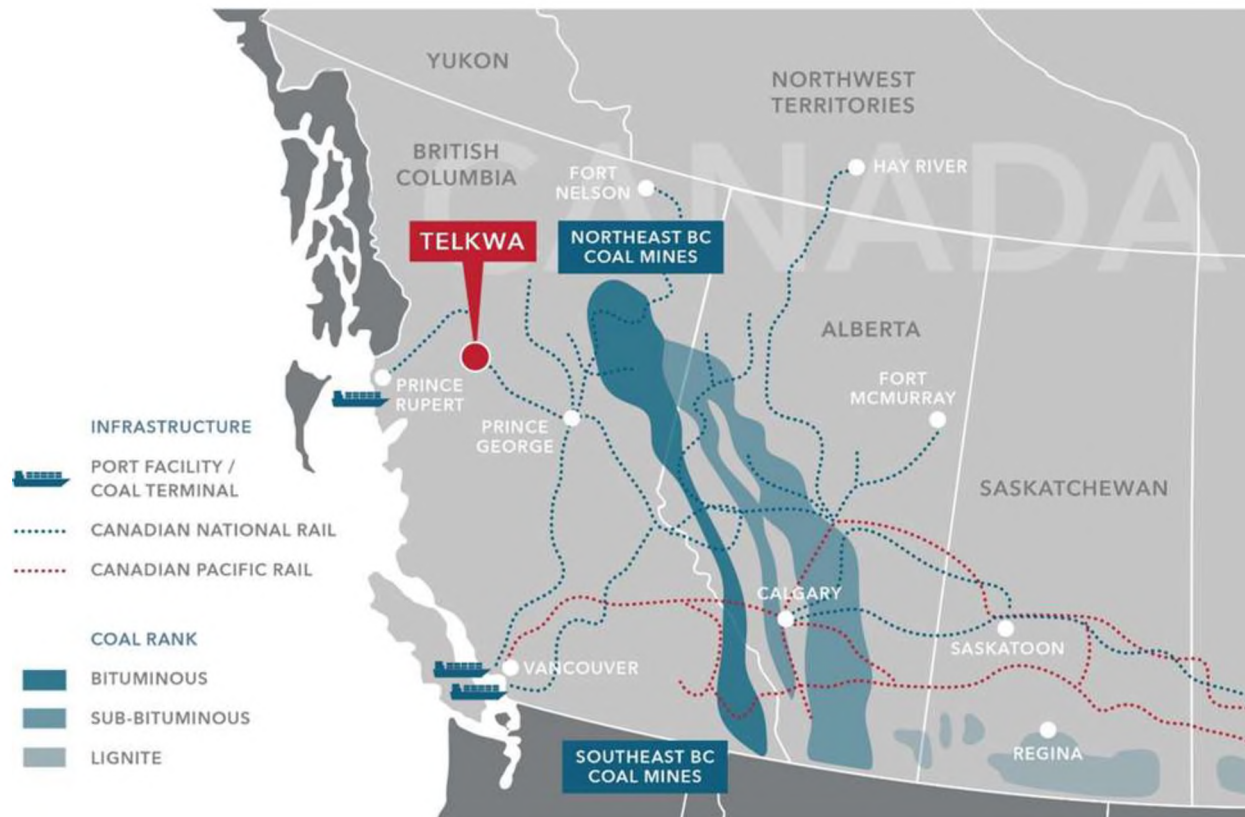 YUKON
NORTHWEST
TERRITORIES
CANADA
BRITISH
COLUMBIA
FORT
NELSON
HAY RIVER
TELKWA
NORTHEAST BC
COAL MINES
ALBERTA
PRINCE
RUPERT
FORT
MCMURRAY
PRINCE
GEORGE
SASKATCHEWAN
INFRASTRUCTURE
PORT FACILITY /
COAL TERMINAL
CANADIAN NATIONAL RAIL
CANADIAN PACIFIC RAIL
CALGARY
SASKATOON
VANCOUVER
COAL RANK
BITUMINOUS
SUB-BITUMINOUS
LIGNITE
SOUTHEAST BC
COAL MINES
REGINA